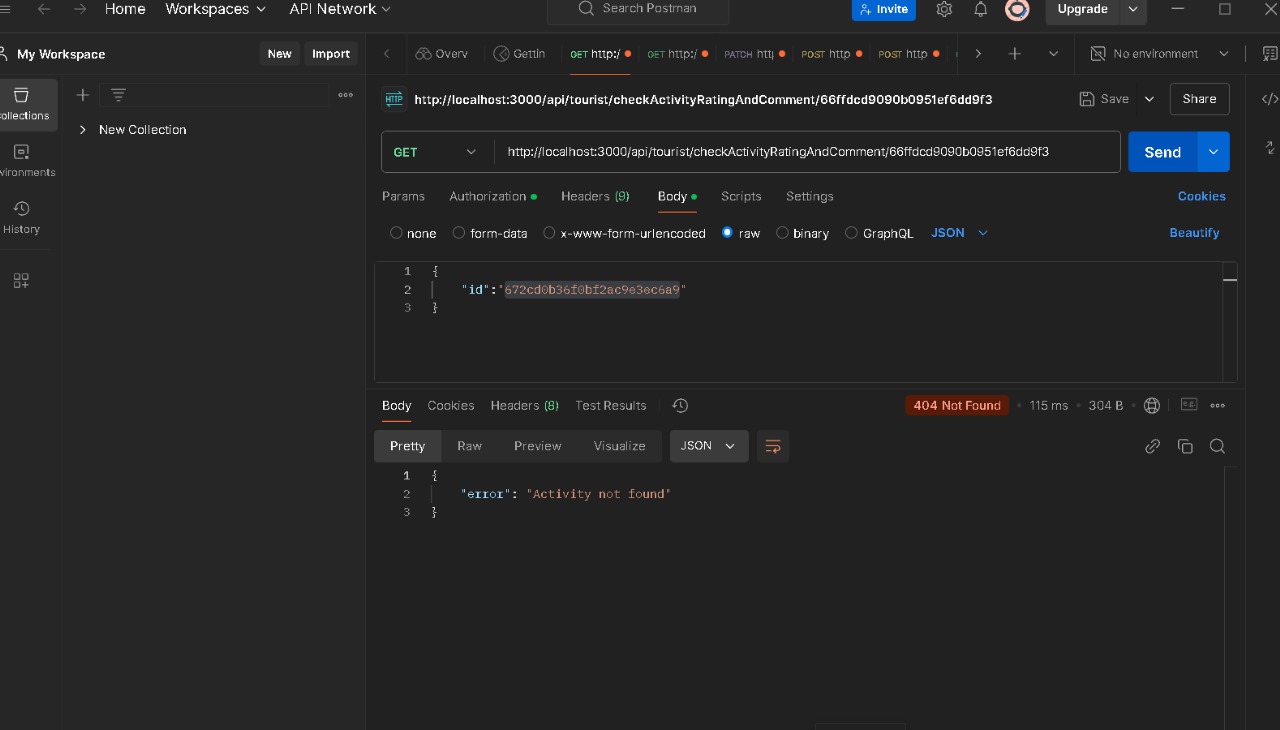 Home Workspaces API Network Search Postman Invite Upgrade
My Workspace New Import Overv Gettin GET http:/ GET http:/ PATCH htt POST http POST http No environment
HTTP http://localhost:3000/api/tourist/checkActivityRatingAndComment/66ffdcd9090b0951ef6dd9f3 Save Share
ollections
New Collection
GET http://localhost:3000/api/tourist/checkActivityRatingAndComment/66ffdcd9090b0951ef6dd9f3 Send
vironments
Params Authorization Headers (9) Body Scripts Settings Cookies
History
none form-data x-www-form-urlencoded raw binary GraphQL JSON Beautify
1 {
2 "id":"672cd0b36f0bf2ac9e3ec6a9"
3 }
Body Cookies Headers (8) Test Results 404 Not Found 115 ms 304 B e.g.
Pretty Raw Preview Visualize JSON
1 {
2 "error": "Activity not found"
3 }